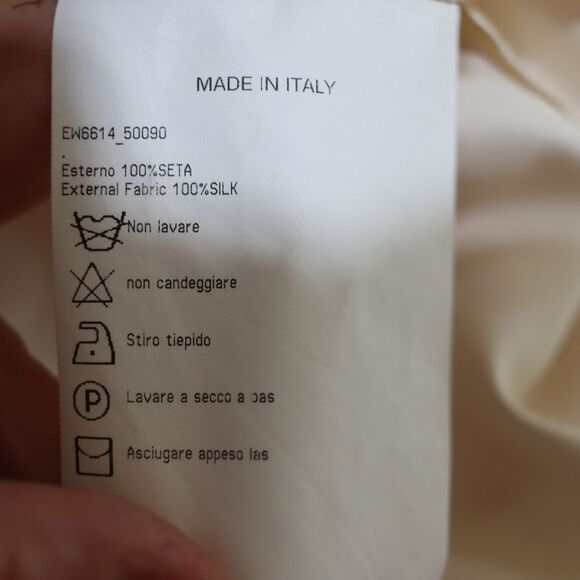 MADE IN ITALY
EW6614_50090
.
Esterno 100%SETA
External Fabric 100%SILK
Non lavare
non candeggiare
Stiro tiepido
P
Lavare a secco a bas
Asciugare appeso las